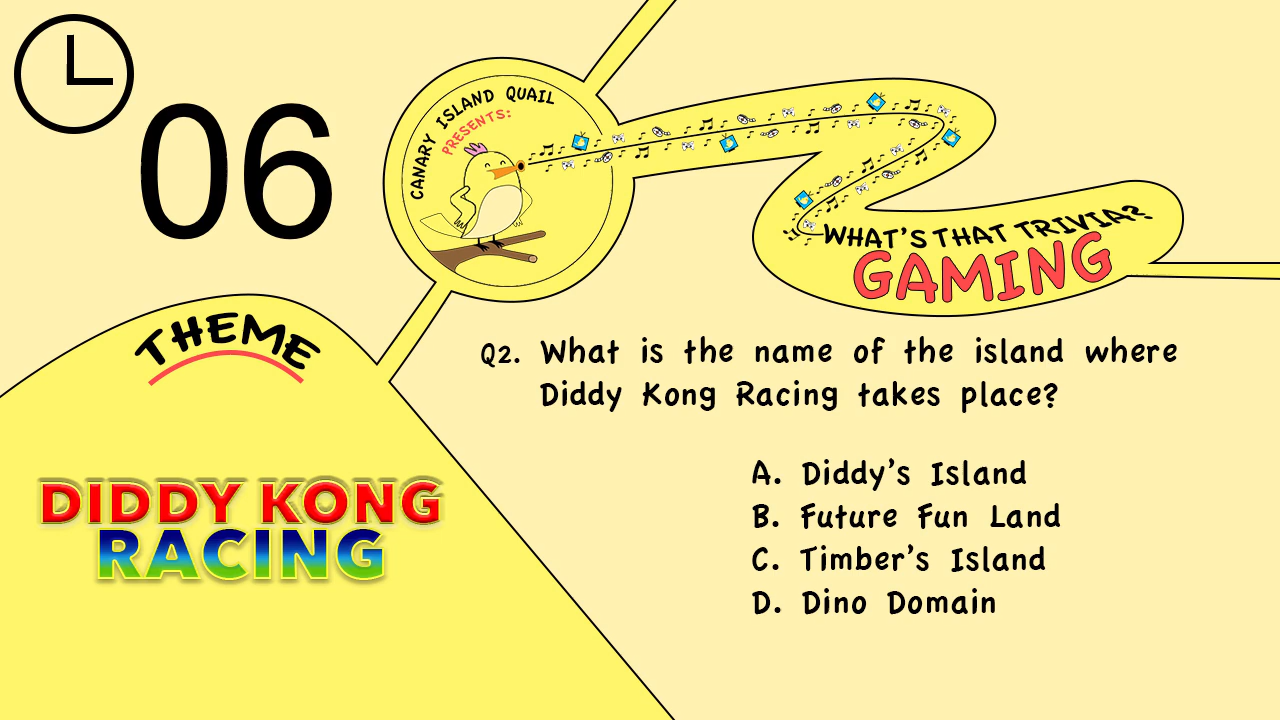 06
CANARY ISLAND QUAIL
PRESENTS:
WHAT'S THAT TRIVIA?
GAMING
THEME
DIDDY KONG
RACING
Q2. What is the name of the island where
Diddy Kong Racing takes place?
A. Diddy's Island
B. Future Fun Land
C. Timber's Island
D. Dino Domain